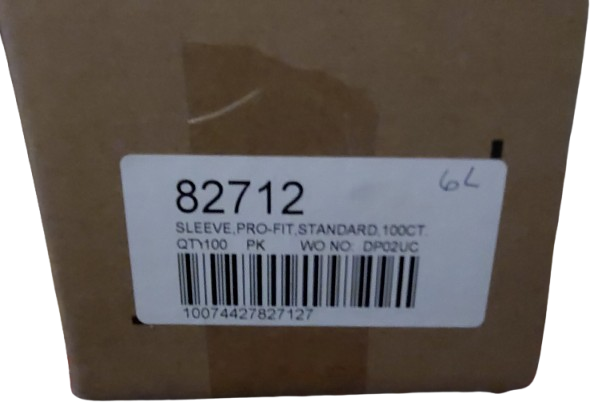 82712
6L
SLEEVE,PRO-FIT,STANDARD,100CT.
QTY100 PK WO NO: DP02UC
10074427827127